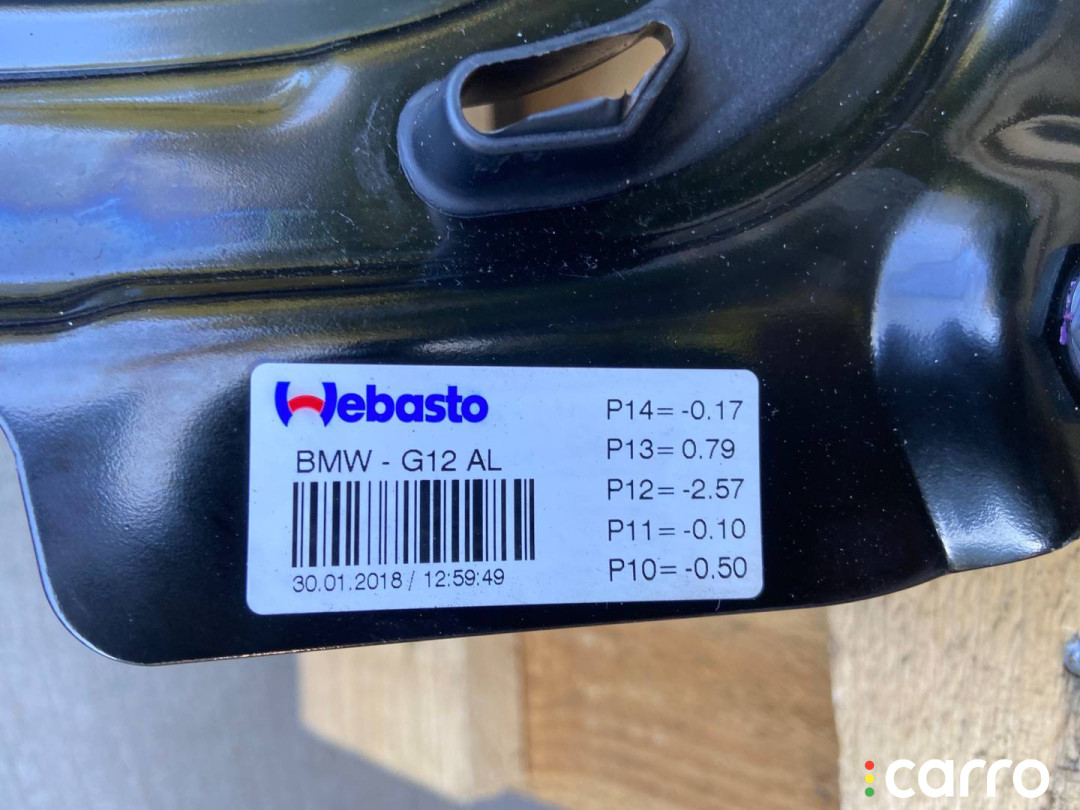 Webasto
BMW - G12 AL
30.01.2018 / 12:59:49
P14= -0.17
P13= 0.79
P12= -2.57
P11= -0.10
P10= -0.50
carro